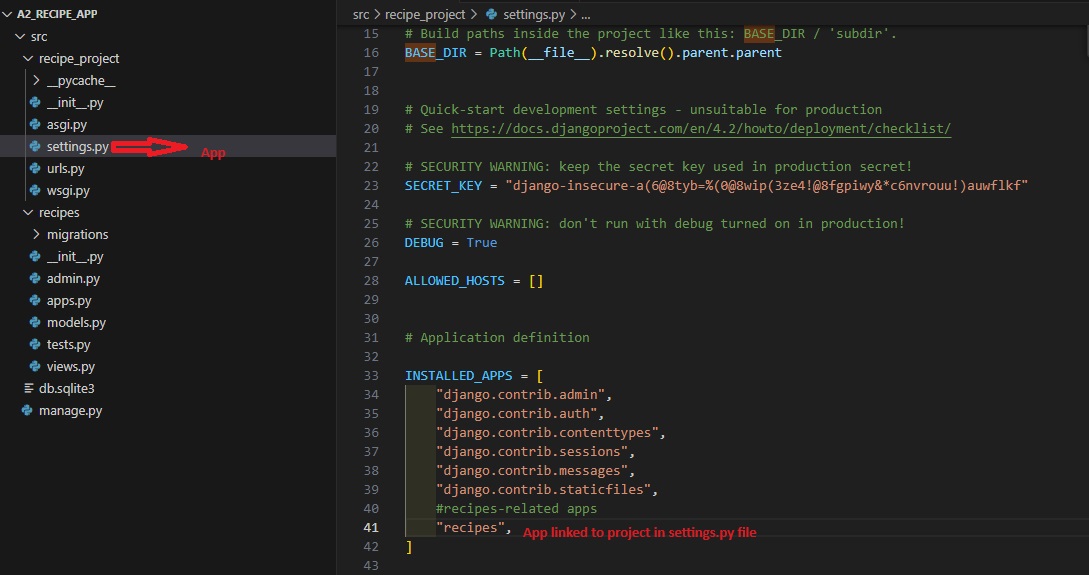 A2_RECIPE_APP
src
recipe_project
__pycache__
__init__.py
asgi.py
settings.py
App
urls.py
wsgi.py
recipes
migrations
__init__.py
admin.py
apps.py
models.py
tests.py
views.py
db.sqlite3
manage.py
src > recipe_project > settings.py > ...
15 # Build paths inside the project like this: BASE_DIR / 'subdir'.
16 BASE_DIR = Path(__file__).resolve().parent.parent
17
18
19 # Quick-start development settings - unsuitable for production
20 # See https://docs.djangoproject.com/en/4.2/howto/deployment/checklist/
21
22 # SECURITY WARNING: keep the secret key used in production secret!
23 SECRET_KEY = "django-insecure-a(6@8tyb=%(0@8wip(3ze4!@8fgpiwy&*c6nvrouu!)auwflkf"
24
25 # SECURITY WARNING: don't run with debug turned on in production!
26 DEBUG = True
27
28 ALLOWED_HOSTS = []
29
30
31 # Application definition
32
33 INSTALLED_APPS = [
34 "django.contrib.admin",
35 "django.contrib.auth",
36 "django.contrib.contenttypes",
37 "django.contrib.sessions",
38 "django.contrib.messages",
39 "django.contrib.staticfiles",
40 #recipes-related apps
41 "recipes", App linked to project in settings.py file
42 ]
43